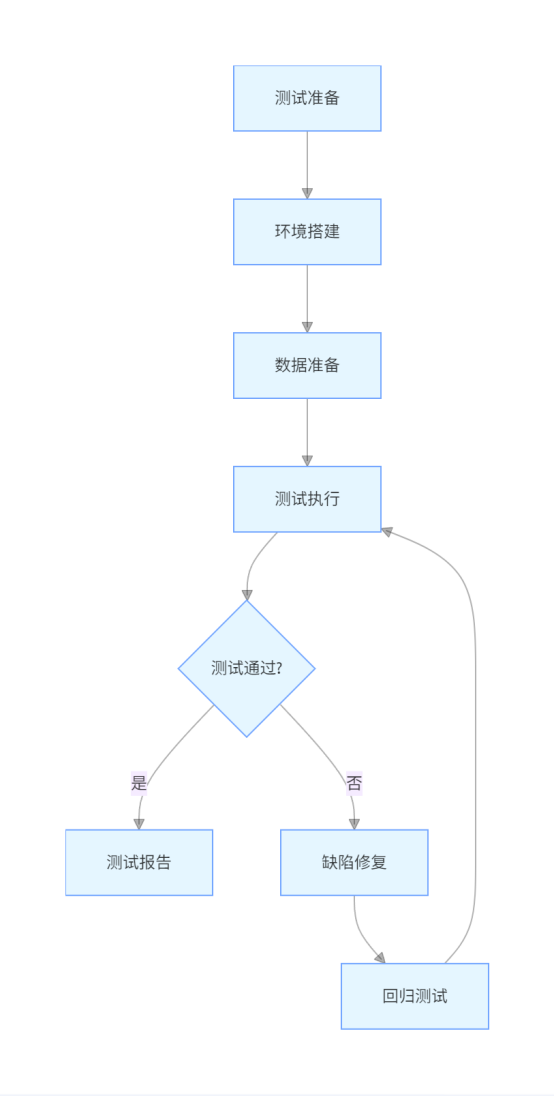 测试准备
环境搭建
数据准备
测试执行
测试通过?
是
否
测试报告
缺陷修复
回归测试